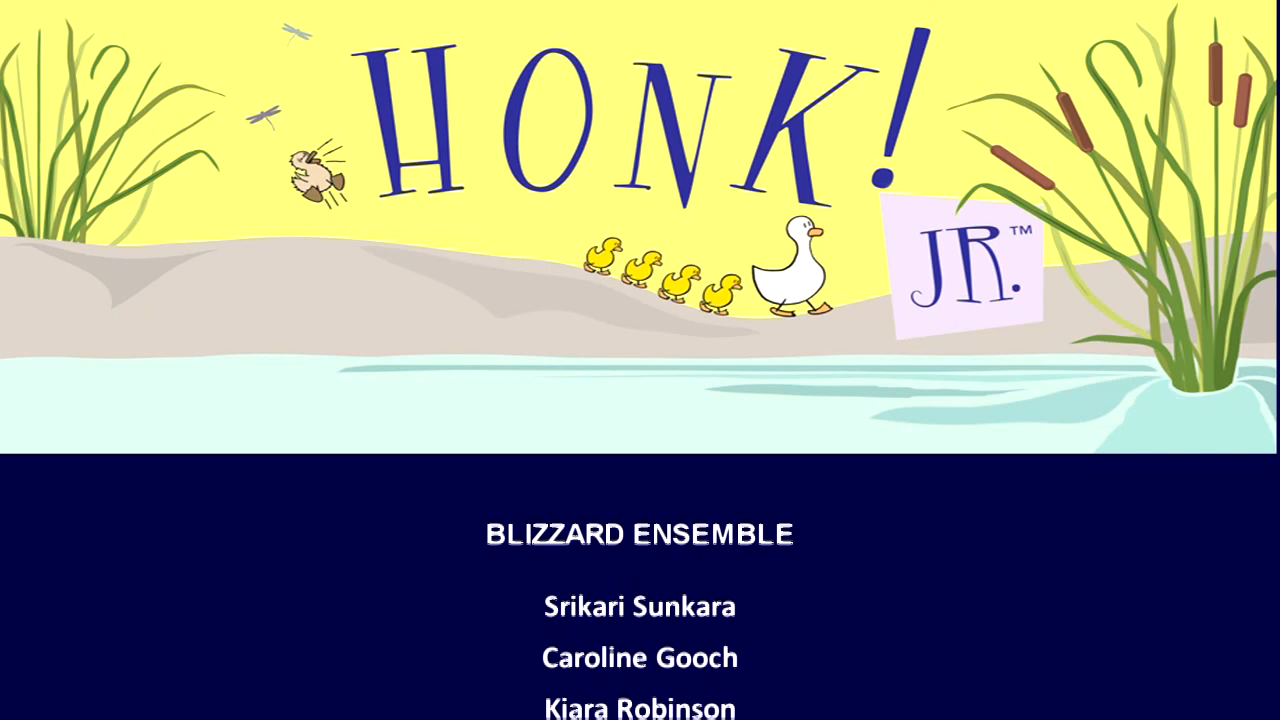 HONK!
JR.™
BLIZZARD ENSEMBLE
Srikari Sunkara
Caroline Gooch
Kiara Robinson